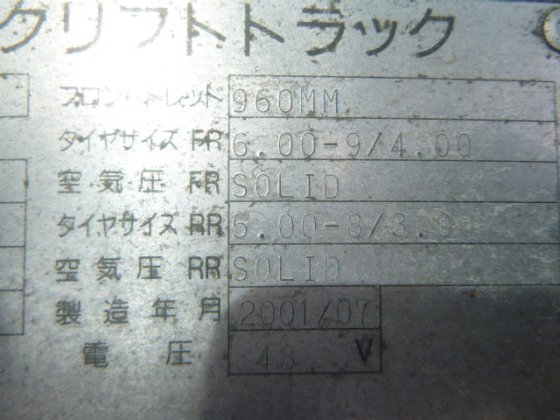 クリフトトラック
フロントトレッド 960MM
タイヤサイズ FR 6.00-9/4.00
空気圧 FR SOLID
タイヤサイズ RR 5.00-8/3.
空気圧 RR SOLID
製造年月 2001/07
電圧 48 V